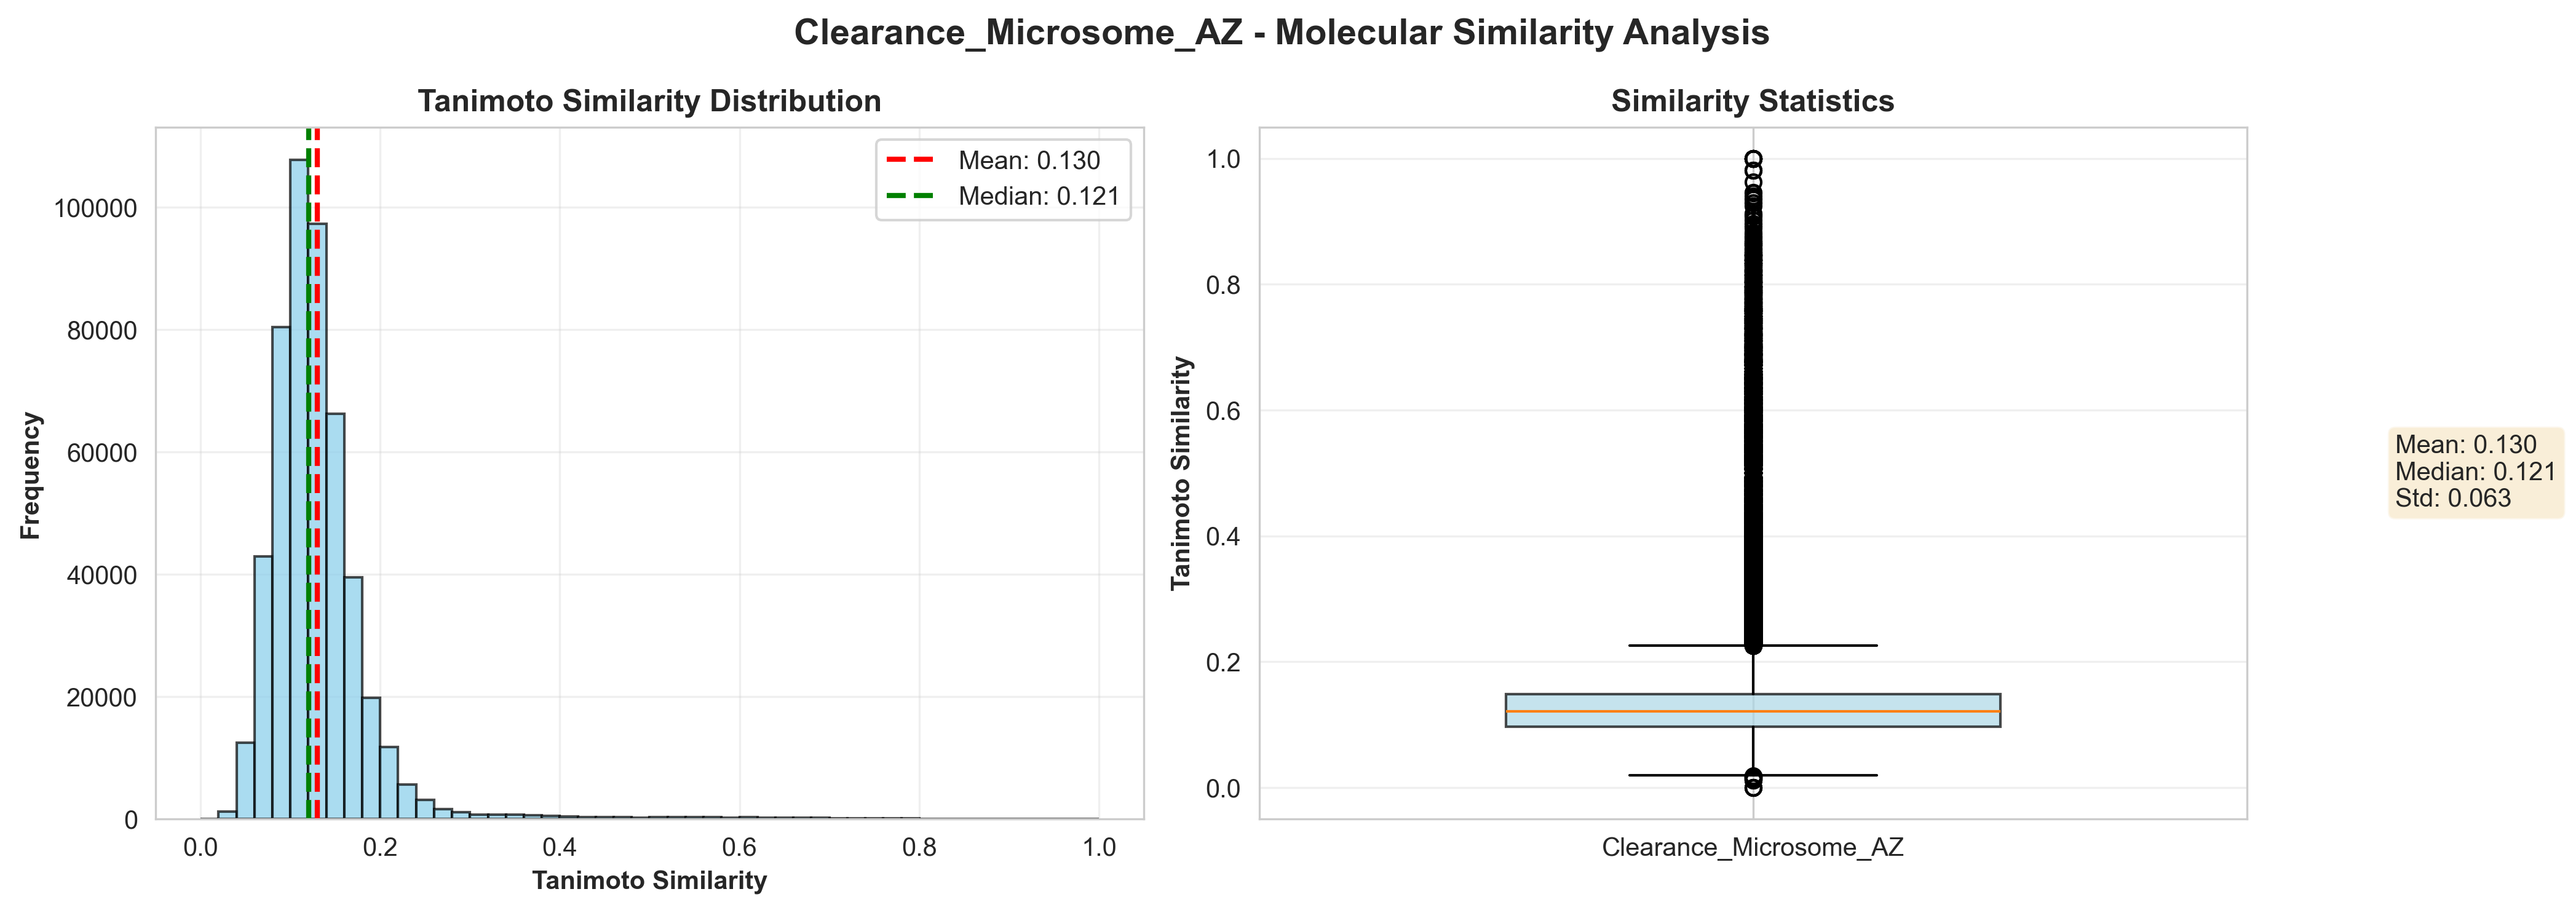 Clearance_Microsome_AZ - Molecular Similarity Analysis
Tanimoto Similarity Distribution
Mean: 0.130
Median: 0.121
100000
80000
60000
40000
20000
0
Frequency
0.0 0.2 0.4 0.6 0.8 1.0
Tanimoto Similarity
Similarity Statistics
1.0
0.8
0.6
0.4
0.2
0.0
Tanimoto Similarity
Clearance_Microsome_AZ
Mean: 0.130
Median: 0.121
Std: 0.063